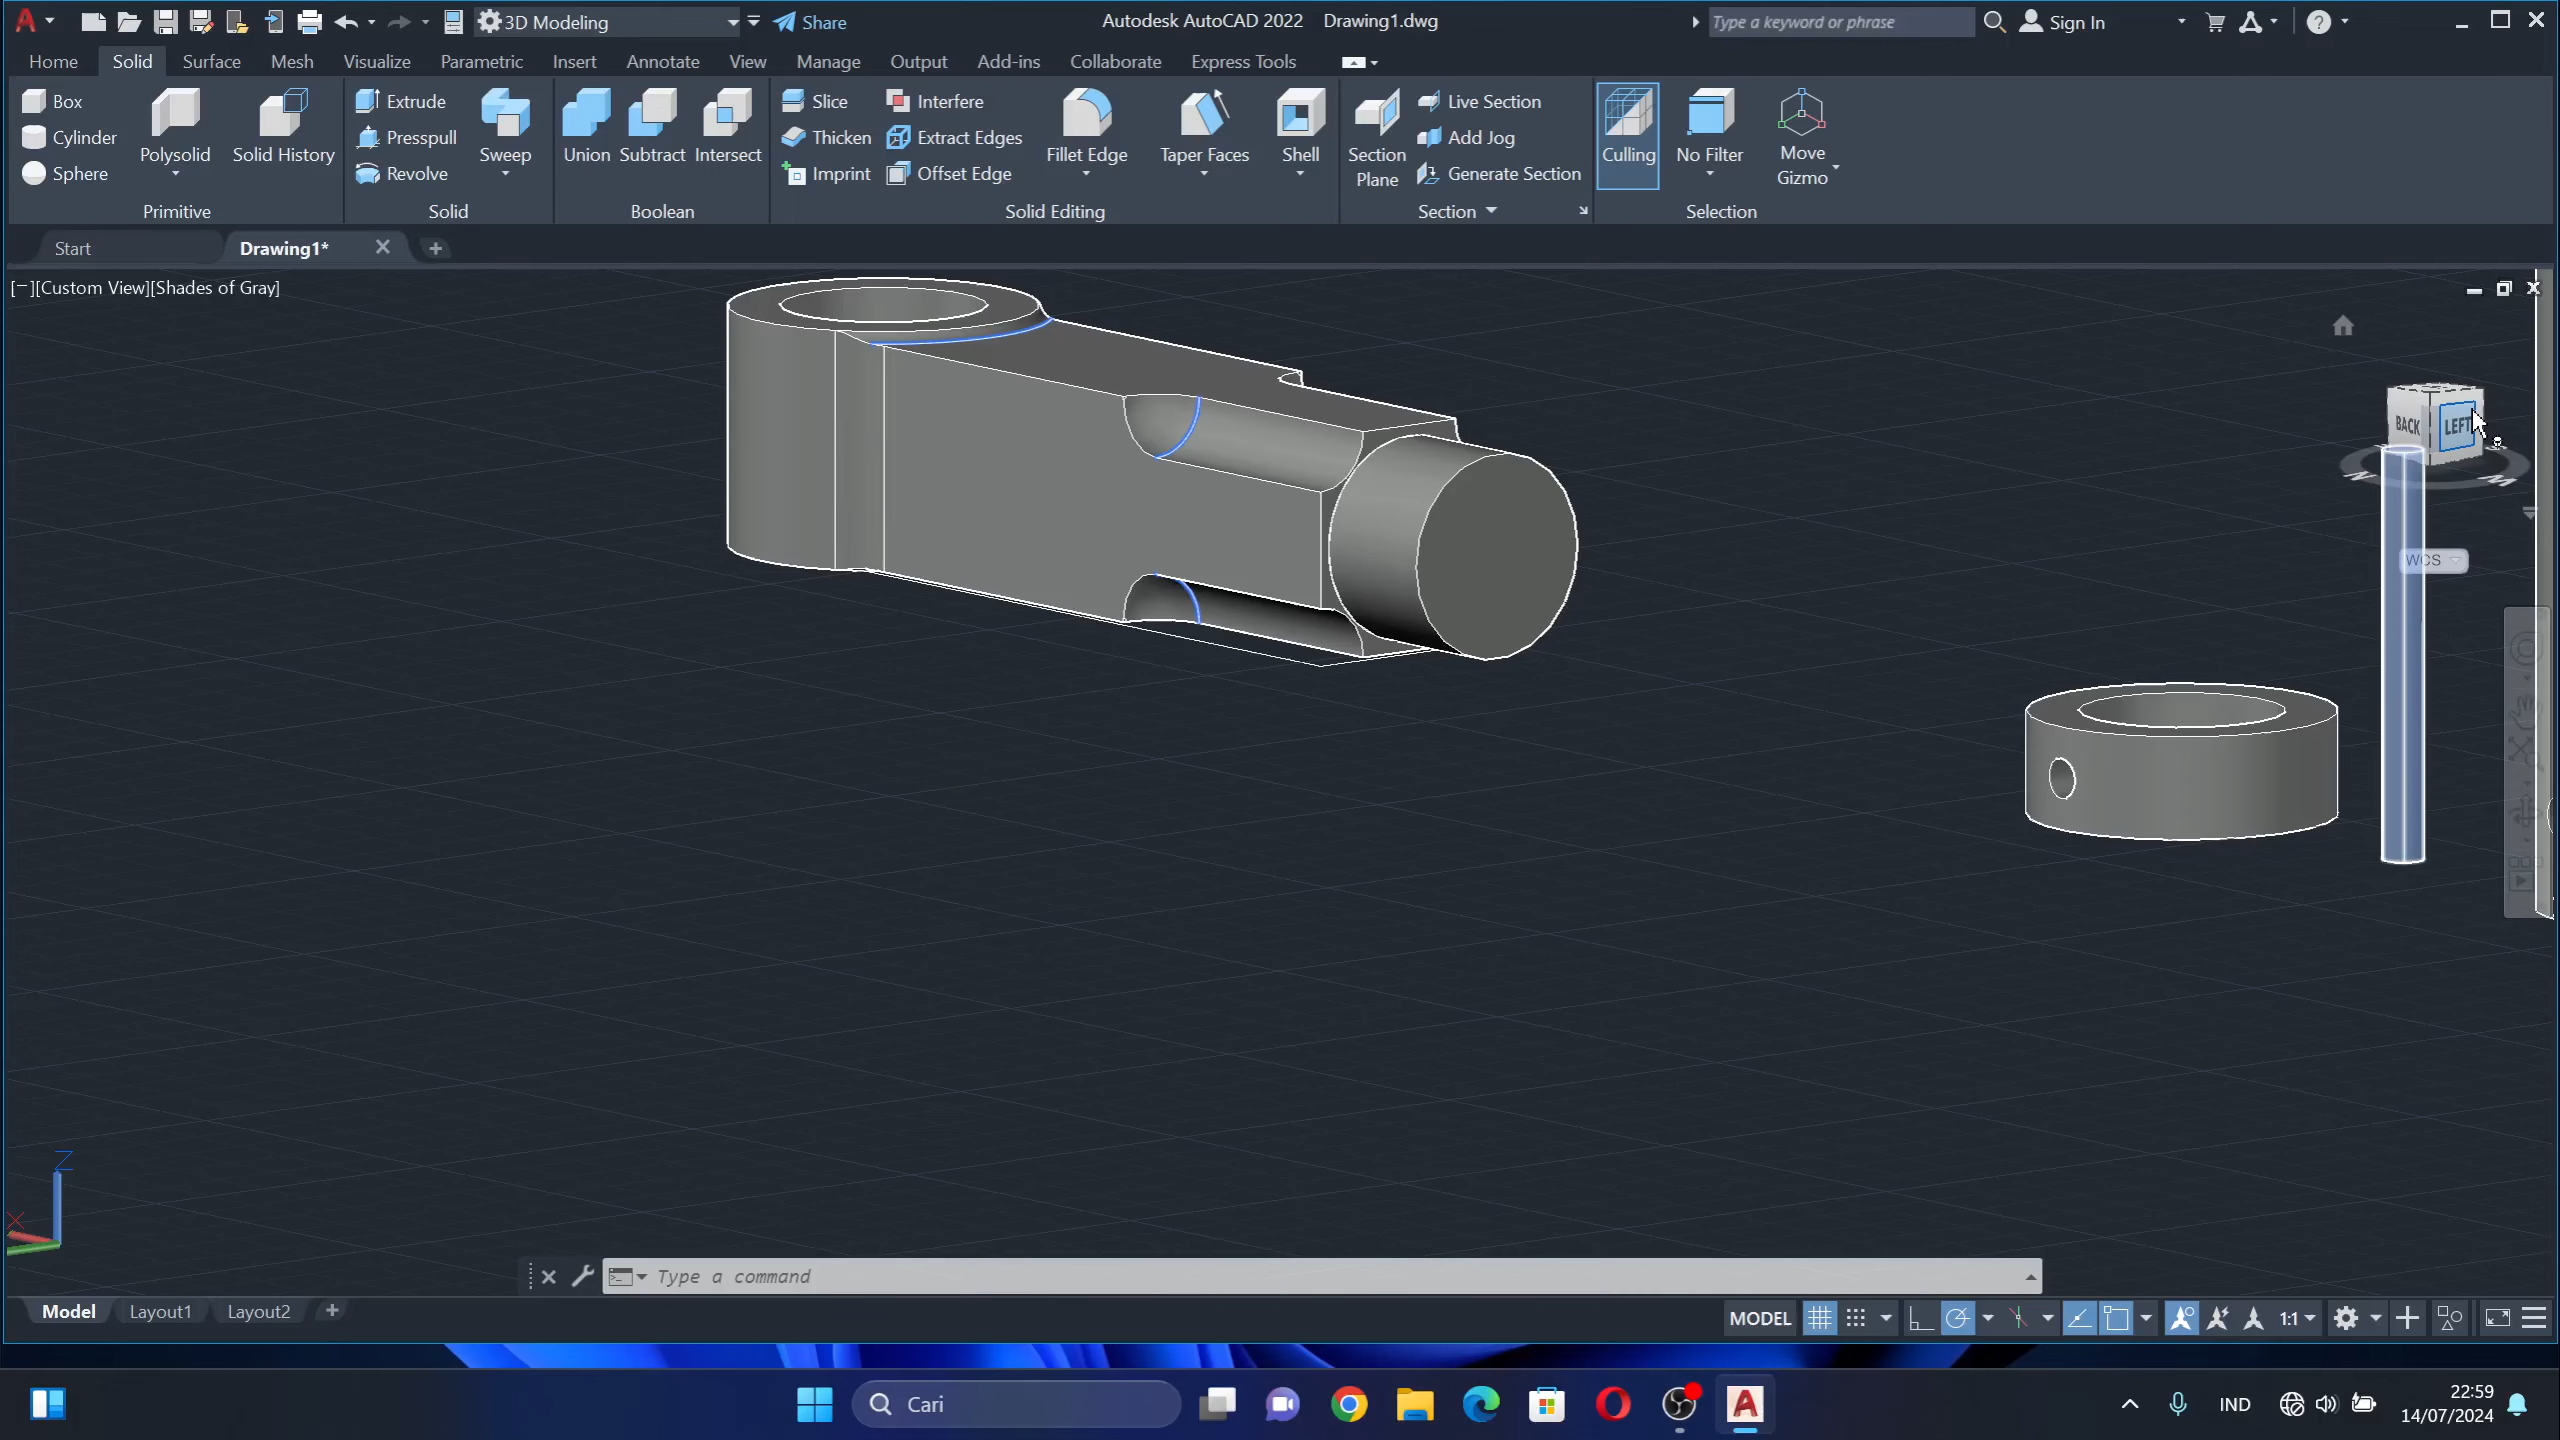 3D Modeling
Share
Autodesk AutoCAD 2022 Drawing1.dwg
Type a keyword or phrase
Sign In
Home Solid Surface Mesh Visualize Parametric Insert Annotate View Manage Output Add-ins Collaborate Express Tools
Box
Cylinder
Sphere
Polysolid
Solid History
Primitive
Extrude
Presspull
Revolve
Sweep
Solid
Union
Subtract
Intersect
Boolean
Slice
Thicken
Imprint
Interfere
Extract Edges
Offset Edge
Fillet Edge
Taper Faces
Shell
Solid Editing
Section
Plane
Live Section
Add Jog
Generate Section
Section
Culling
No Filter
Move
Gizmo
Selection
Start
Drawing1*
[−][Custom View][Shades of Gray]
BACK
LEFT
WCS
Z
X
Type a command
Model
Layout1
Layout2
MODEL
1:1
Cari
IND
22:59
14/07/2024